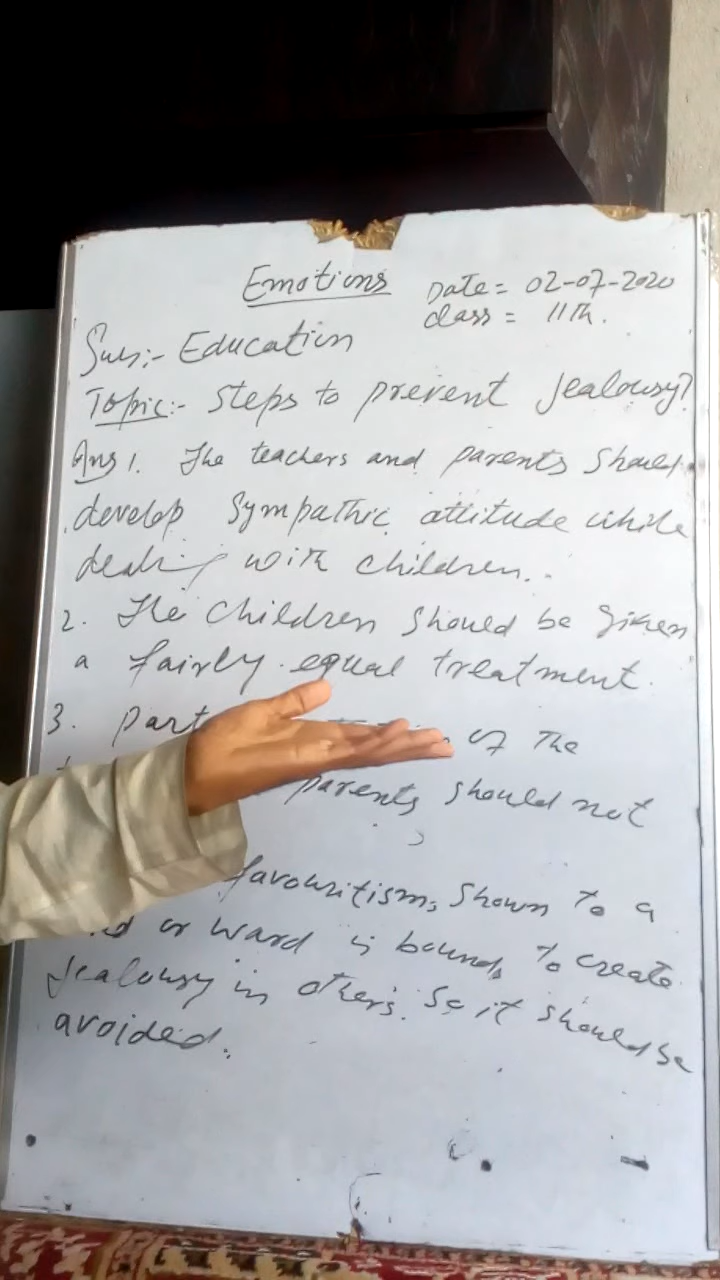 Emotions
Date = 02-07-2020
class = 11th.
Sub:- Education
Topic:- Steps to prevent Jealousy?
Ans 1. The teachers and parents should
develop sympathic attitude while
dealing with children.
2. The children should be given
a fairly equal treatment.
3. of the
parents should not
favouritism, shown to a
or ward is bound to create
Jealousy in others. So it should be
avoided.